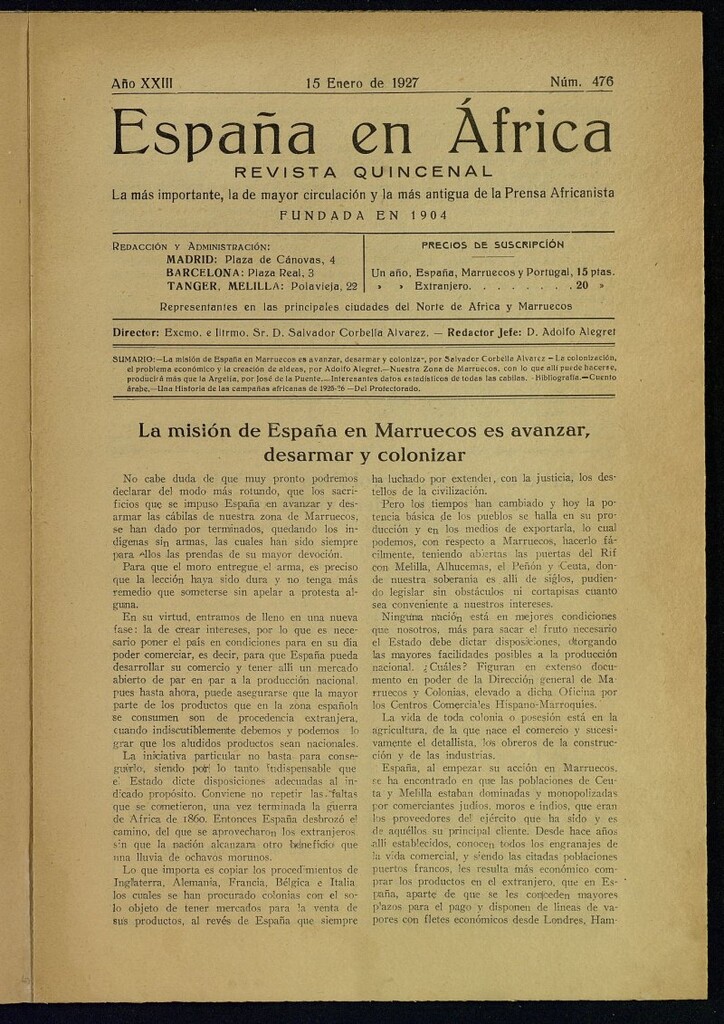 Año XXIII
15 Enero de 1927
Núm. 476
España en África
REVISTA QUINCENAL
La más importante, la de mayor circulación y la más antigua de la Prensa Africanista
FUNDADA EN 1904
REDACCIÓN Y ADMINISTRACIÓN:
MADRID: Plaza de Cánovas, 4
BARCELONA: Plaza Real, 3
TANGER, MELILLA: Polavieja, 22
PRECIOS DE SUSCRIPCIÓN
Un año, España, Marruecos y Portugal, 15 ptas.
» » Extranjero. . . . . . . . 20 »
Representantes en las principales ciudades del Norte de Africa y Marruecos
Director: Excmo. e Iltrmo. Sr. D. Salvador Corbella Alvarez. — Redactor Jefe: D. Adolfo Alegret
SUMARIO:—La misión de España en Marruecos es avanzar, desarmar y colonizar, por Salvador Corbella Alvarez — La colonización,
el problema económico y la creación de aldeas, por Adolfo Alegret.—Nuestra Zona de Marruecos, con lo que allí puede hacerse,
producirá más que la Argelia, por José de la Puente.—Interesantes datos estadísticos de todas las cabilas. - Bibliografía.—Cuento
árabe.—Una Historia de las campañas africanas de 1925-26 —Del Protectorado.
La misión de España en Marruecos es avanzar,
desarmar y colonizar
No cabe duda de que muy pronto podremos
declarar del modo más rotundo, que los sacri-
ficios que se impuso España en avanzar y des-
armar las cábilas de nuestra zona de Marruecos,
se han dado por terminados, quedando los in-
dígenas sin armas, las cuales han sido siempre
para ellos las prendas de su mayor devoción.
Para que el moro entregue el arma, es preciso
que la lección haya sido dura y no tenga más
remedio que someterse sin apelar a protesta al-
guna.
En su virtud, entramos de lleno en una nueva
fase: la de crear intereses, por lo que es nece-
sario poner el país en condiciones para en su día
poder comerciar, es decir, para que España pueda
desarrollar su comercio y tener allí un mercado
abierto de par en par a la producción nacional
pues hasta ahora, puede asegurarse que la mayor
parte de los productos que en la zona española
se consumen son de procedencia extranjera,
cuando indiscutiblemente debemos y podemos lo
grar que los aludidos productos sean nacionales.
La iniciativa particular no basta para conse-
guirlo, siendo por lo tanto indispensable que
el Estado dicte disposiciones adecuadas al in-
dicado propósito. Conviene no repetir las faltas
que se cometieron, una vez terminada la guerra
de Africa de 1860. Entonces España desbrozó el
camino, del que se aprovecharon los extranjeros
sin que la nación alcanzara otro beneficio que
una lluvia de ochavos morunos.
Lo que importa es copiar los procedimientos de
Inglaterra, Alemania, Francia, Bélgica e Italia
los cuales se han procurado colonias con el so-
lo objeto de tener mercados para la venta de
sus productos, al revés de España que siempre
ha luchado por extender, con la justicia, los des-
tellos de la civilización.
Pero los tiempos han cambiado y hoy la po-
tencia básica de los pueblos se halla en su pro-
ducción y en los medios de exportarla, lo cual
podemos, con respecto a Marruecos, hacerlo fá-
cilmente, teniendo abiertas las puertas del Rif
con Melilla, Alhucemas, el Peñón y Ceuta, don-
de nuestra soberanía es allí de siglos, pudien-
do legislar sin obstáculos ni cortapisas cuanto
sea conveniente a nuestros intereses.
Ninguna nación está en mejores condiciones
que nosotros, más para sacar el fruto necesario
el Estado debe dictar disposiciones, otorgando
las mayores facilidades posibles a la producción
nacional. ¿Cuáles? Figuran en extenso docu-
mento en poder de la Dirección general de Ma
rruecos y Colonias, elevado a dicha Oficina por
los Centros Comerciales Hispano-Marroquíes.
La vida de toda colonia o posesión está en la
agricultura, de la que nace el comercio y sucesi-
vamente el detallista, los obreros de la construc-
ción y de las industrias.
España, al empezar su acción en Marruecos,
se ha encontrado en que las poblaciones de Ceu-
ta y Melilla estaban dominadas y monopolizadas
por comerciantes judíos, moros e indios, que eran
los proveedores del ejército que ha sido y es
de aquéllos su principal cliente. Desde hace años
allí establecidos, conocen todos los engranajes de
la vida comercial, y siendo las citadas poblaciones
puertos francos, les resulta más económico com-
prar los productos en el extranjero, que en Es-
paña, aparte de que se les conceden mayores
plazos para el pago y disponen de líneas de va-
pores con fletes económicos desde Londres, Ham-